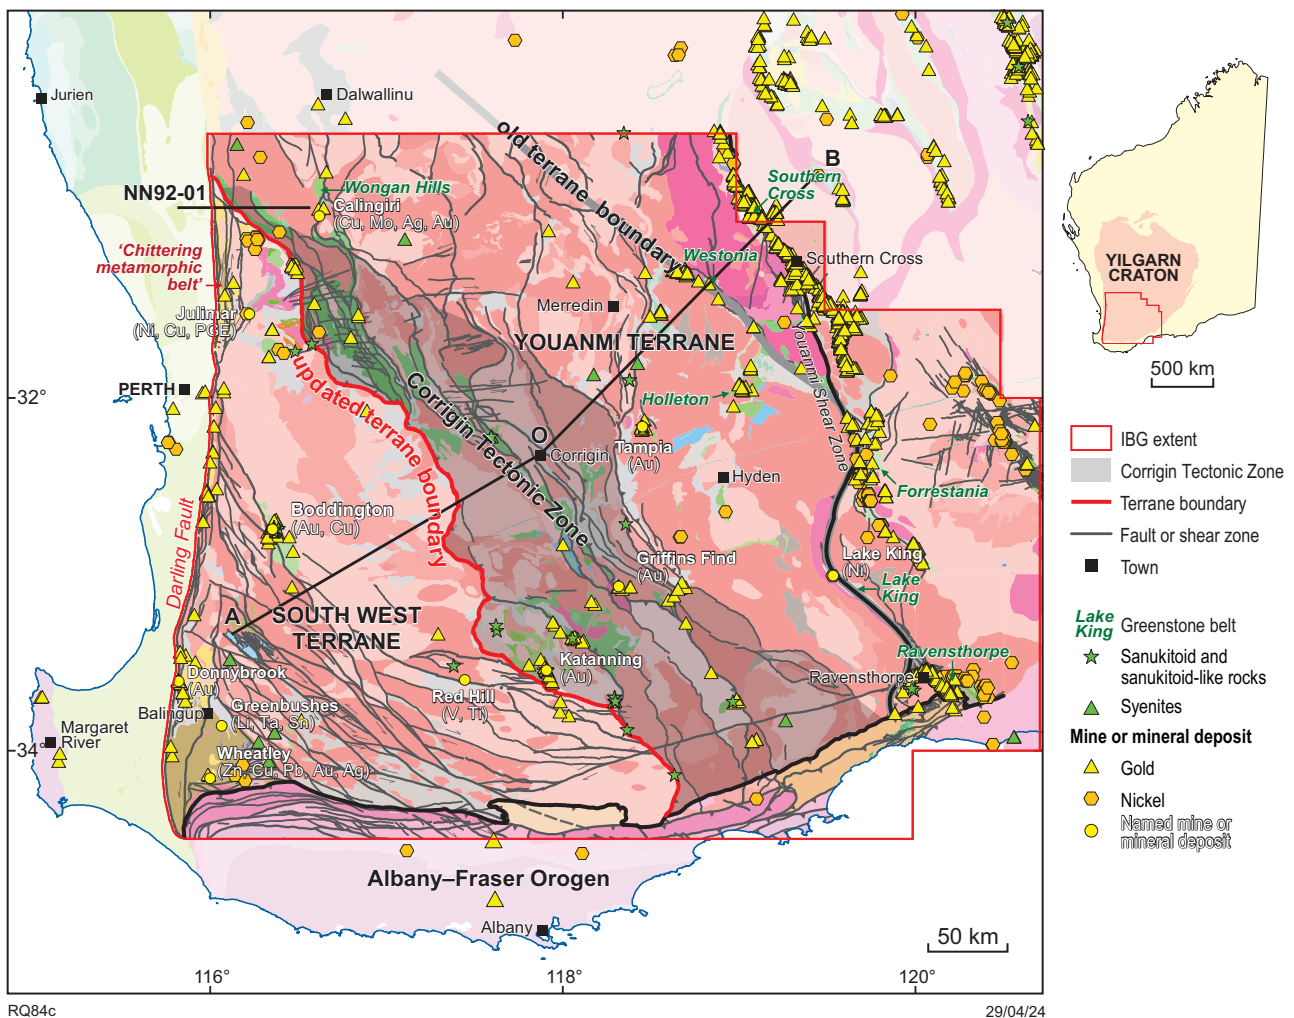 Jurien
Dalwallinu
old terrane boundary
B
NN92-01
Wongan Hills
Calingiri
(Cu, Mo, Ag, Au)
Southern
Cross
'Chittering
metamorphic
belt'
Westonia
Southern Cross
Julimar
(Ni, Cu, PGE)
Merredin
YOUANMI TERRANE
Youanmi Shear Zone
PERTH
updated terrane boundary
Corrigin Tectonic Zone
Holleton
32°
O
Corrigin
Tampia
(Au)
Hyden
Forrestania
Boddington
(Au, Cu)
Darling Fault
Griffins Find
(Au)
Lake King
(Ni)
Lake
King
A
SOUTH WEST
TERRANE
Donnybrook
(Au)
Katanning
(Au)
Ravensthorpe
Ravensthorpe
Red Hill
(V, Ti)
Balingup
Greenbushes
(Li, Ta, Sn)
Margaret
River
34°
Wheatley
(Zn, Cu, Pb, Au, Ag)
Albany–Fraser Orogen
Albany
50 km
116°
118°
120°
RQ84c
29/04/24
YILGARN
CRATON
500 km
IBG extent
Corrigin Tectonic Zone
Terrane boundary
Fault or shear zone
Town
Lake
King
Greenstone belt
Sanukitoid and
sanukitoid-like rocks
Syenites
Mine or mineral deposit
Gold
Nickel
Named mine or
mineral deposit